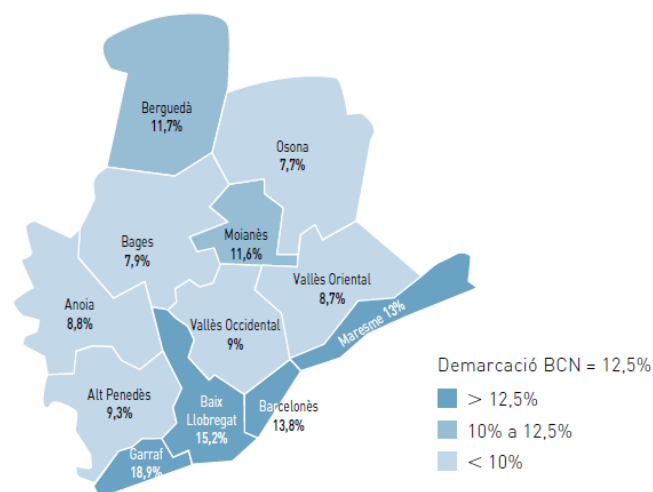 Berguedà
11,7%
Osona
7,7%
Bages
7,9%
Moianès
11,6%
Vallès Oriental
8,7%
Maresme 13%
Anoia
8,8%
Vallès Occidental
9%
Alt Penedès
9,3%
Baix
Llobregat
15,2%
Barcelonès
13,8%
Garraf
18,9%
Demarcació BCN = 12,5%
> 12,5%
10% a 12,5%
< 10%